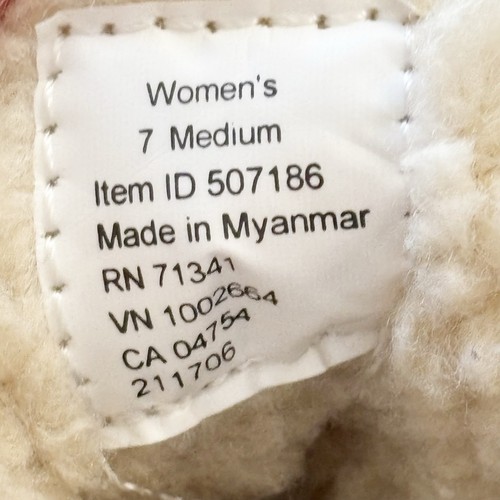 Women's
7 Medium
Item ID 507186
Made in Myanmar
RN 71341
VN 1002664
CA 04754
211706